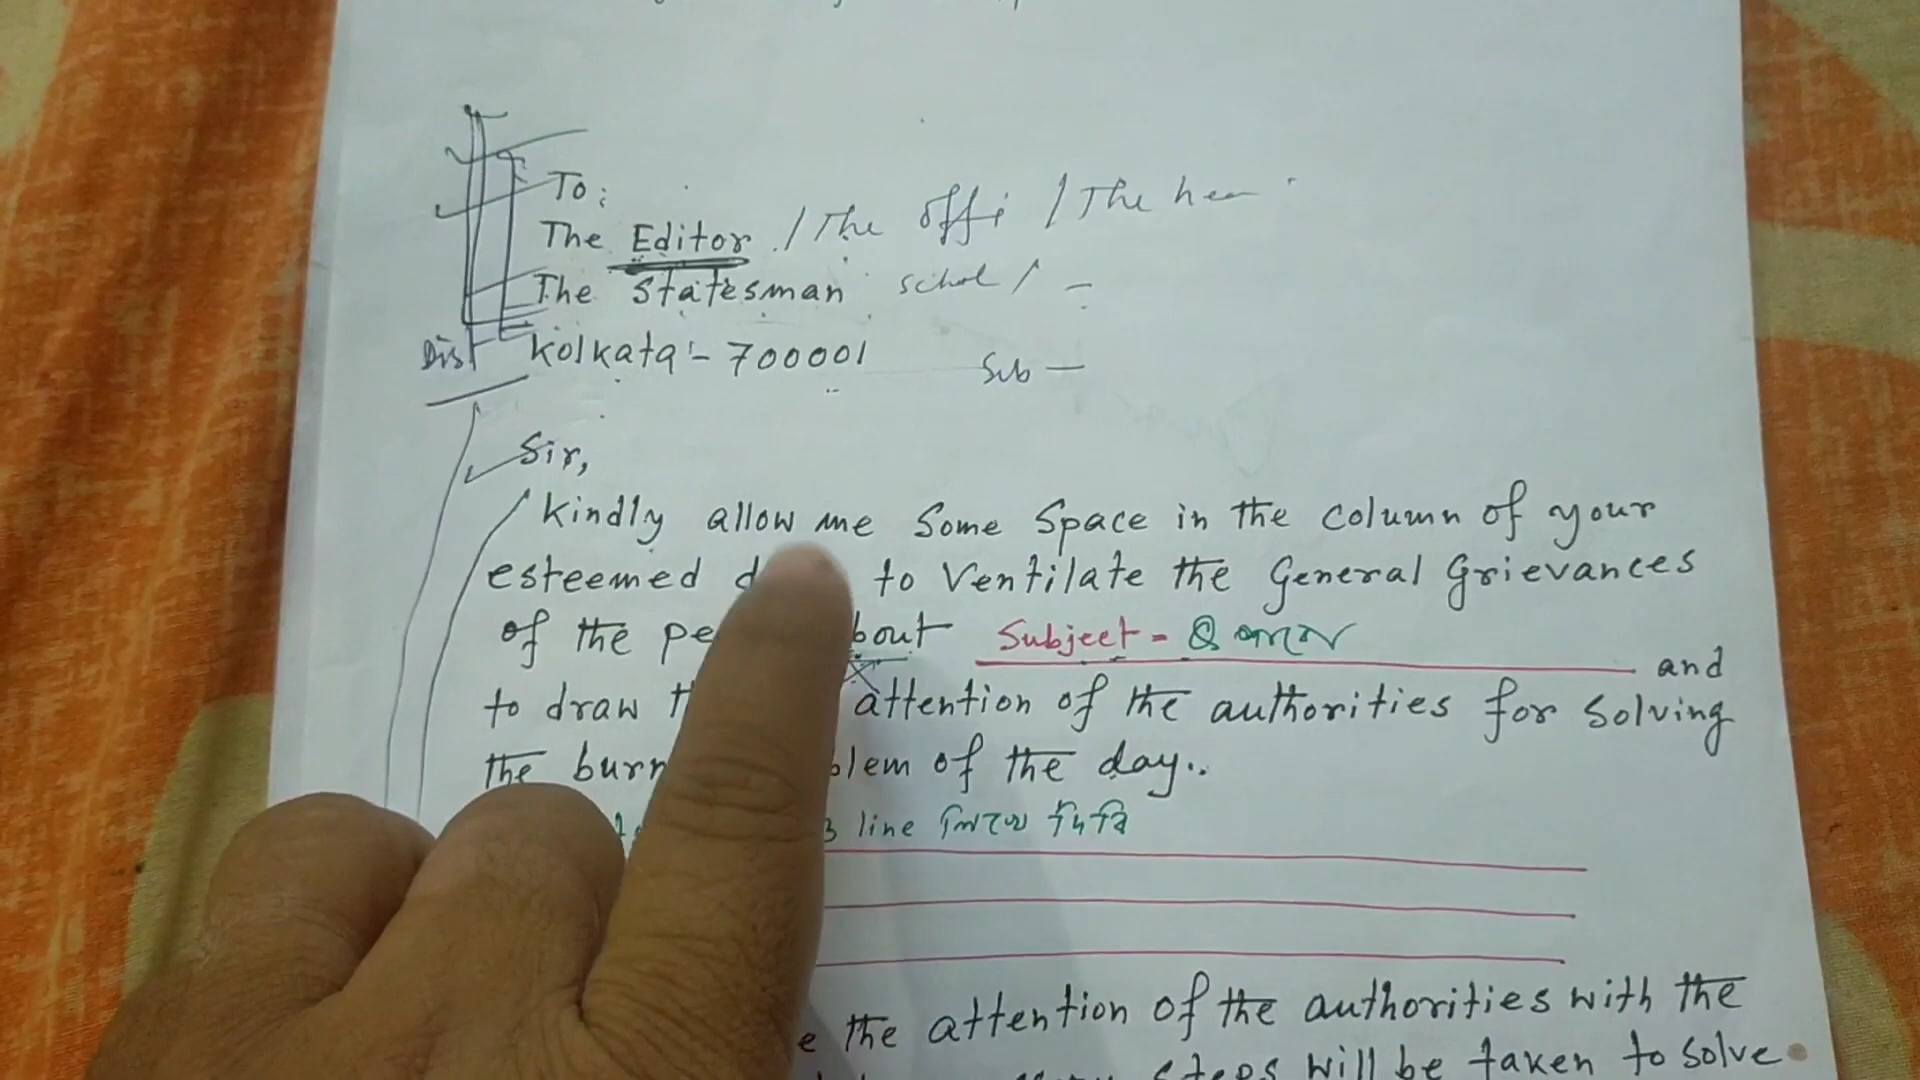 To:
The Editor / The offi / The hea
The Statesman school / -
Dist Kolkata:- 700001 Sub —
Sir,
Kindly allow me Some Space in the column of your
esteemed to Ventilate the General Grievances
of the bout Subject - and
to draw attention of the authorities for Solving
the blem of the day..
3 line
e the attention of the authorities with the
steps will be taken to solve